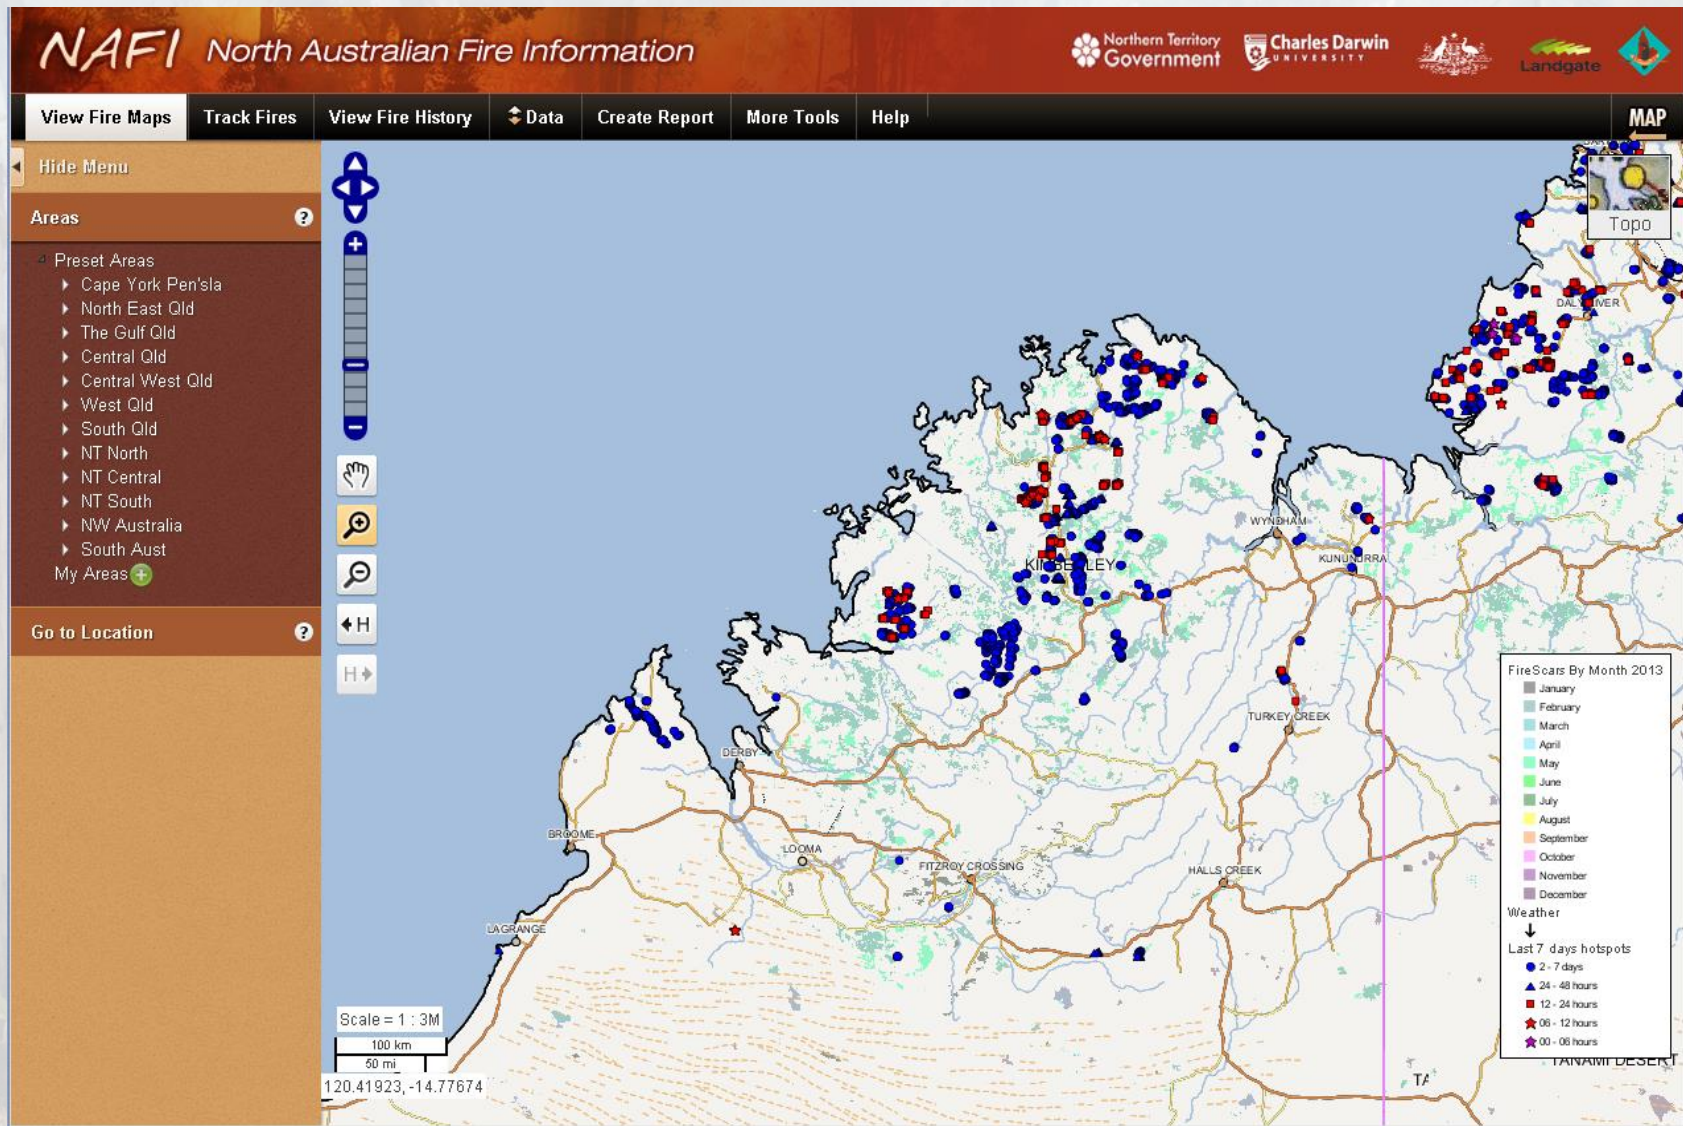 NAFI North Australian Fire Information
Northern Territory
Government
Charles Darwin
UNIVERSITY
Landgate
View Fire Maps
Track Fires
View Fire History
Data
Create Report
More Tools
Help
MAP
Hide Menu
Areas ?
Preset Areas
Cape York Pen'sla
North East Qld
The Gulf Qld
Central Qld
Central West Qld
West Qld
South Qld
NT North
NT Central
NT South
NW Australia
South Aust
My Areas
Go to Location ?
H
H
Topo
DALY RIVER
WYNDHAM
KUNUNURRA
KIMBERLEY
TURKEY CREEK
DERBY
BROOME
LOOMA
FITZROY CROSSING
HALLS CREEK
LAGRANGE
FireScars By Month 2013
January
February
March
April
May
June
July
August
September
October
November
December
Weather
Last 7 days hotspots
2 - 7 days
24 - 48 hours
12 - 24 hours
06 - 12 hours
00 - 06 hours
TANAMI DESERT
TA
Scale = 1 : 3M
100 km
50 mi
120.41923,-14.77674